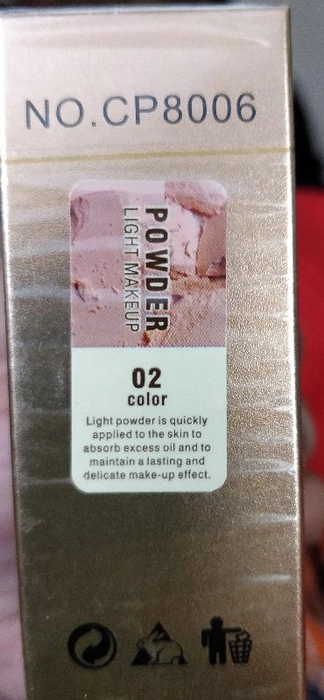 NO.CP8006
POWDER
LIGHT MAKEUP
02
color
Light powder is quickly
applied to the skin to
absorb excess oil and to
maintain a lasting and
delicate make-up effect.